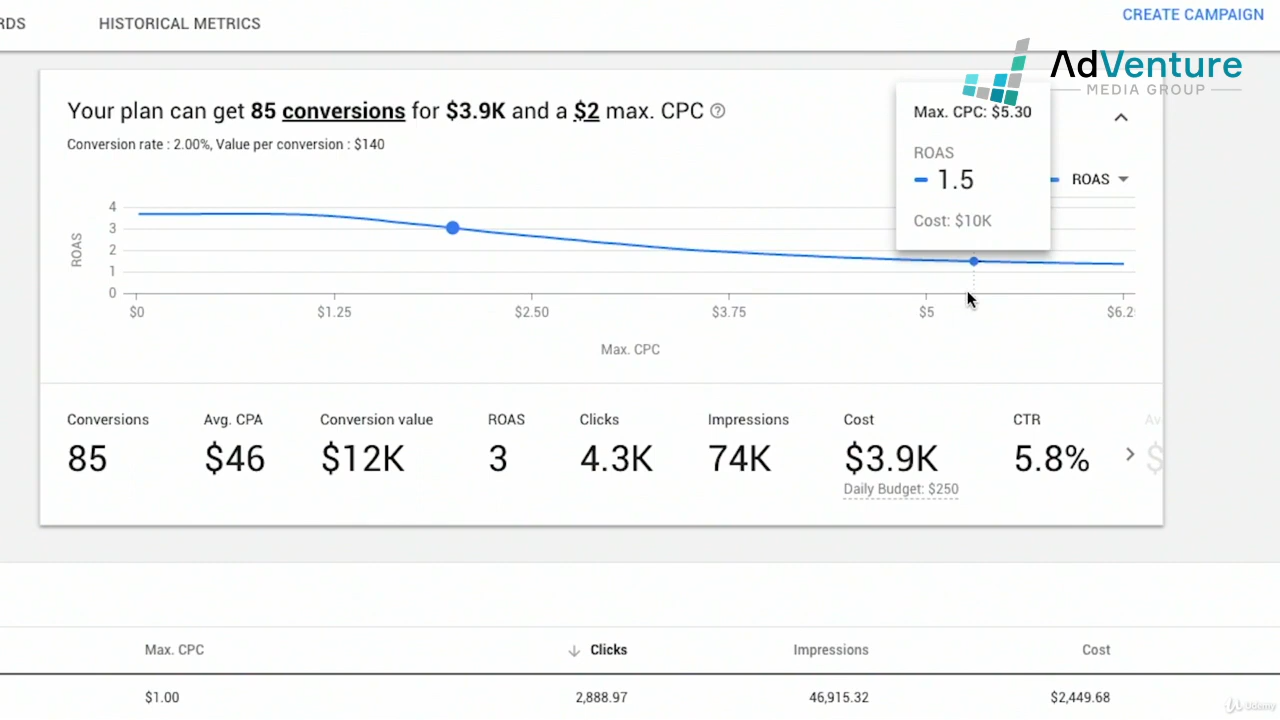 RDS HISTORICAL METRICS CREATE CAMPAIGN
AdVenture
MEDIA GROUP
Your plan can get 85 conversions for $3.9K and a $2 max. CPC
Conversion rate : 2.00%, Value per conversion : $140
Max. CPC: $5.30
ROAS
1.5
Cost: $10K
ROAS
ROAS
4
3
2
1
0
$0 $1.25 $2.50 $3.75 $5 $6.2
Max. CPC
Conversions Avg. CPA Conversion value ROAS Clicks Impressions Cost CTR Av
85 $46 $12K 3 4.3K 74K $3.9K 5.8% $
Daily Budget: $250
Max. CPC Clicks Impressions Cost
$1.00 2,888.97 46,915.32 $2,449.68
Udemy